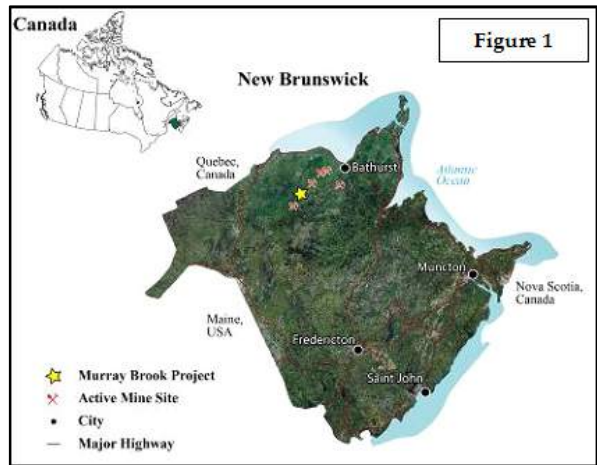 Canada
Figure 1
New Brunswick
Quebec,
Canada
Bathurst
Atlantic
Ocean
Muncton
Nova Scotia,
Canada
Maine,
USA
Fredericton
Saint John
Murray Brook Project
Active Mine Site
City
Major Highway